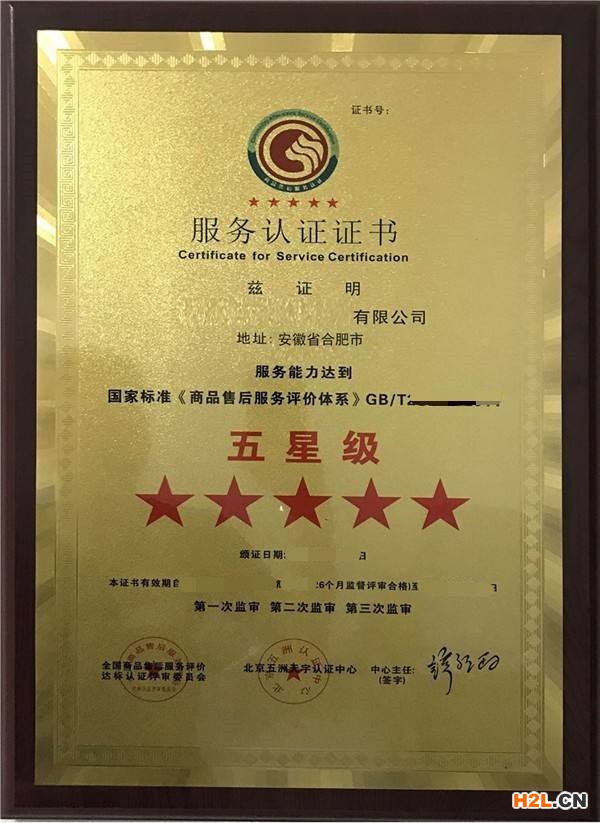 证书号:
服务认证证书
Certificate for Service Certification
兹证明
有限公司
地址: 安徽省合肥市
服务能力达到
国家标准《商品售后服务评价体系》GB/T2
五星级
颁证日期:
本证书有效期自
6个月监督评审合格
第一次监审 第二次监审 第三次监审
全国商品售后服务评价
达标认证评审委员会
北京五洲天宇认证中心
中心主任:
(签字)
H2L.CN